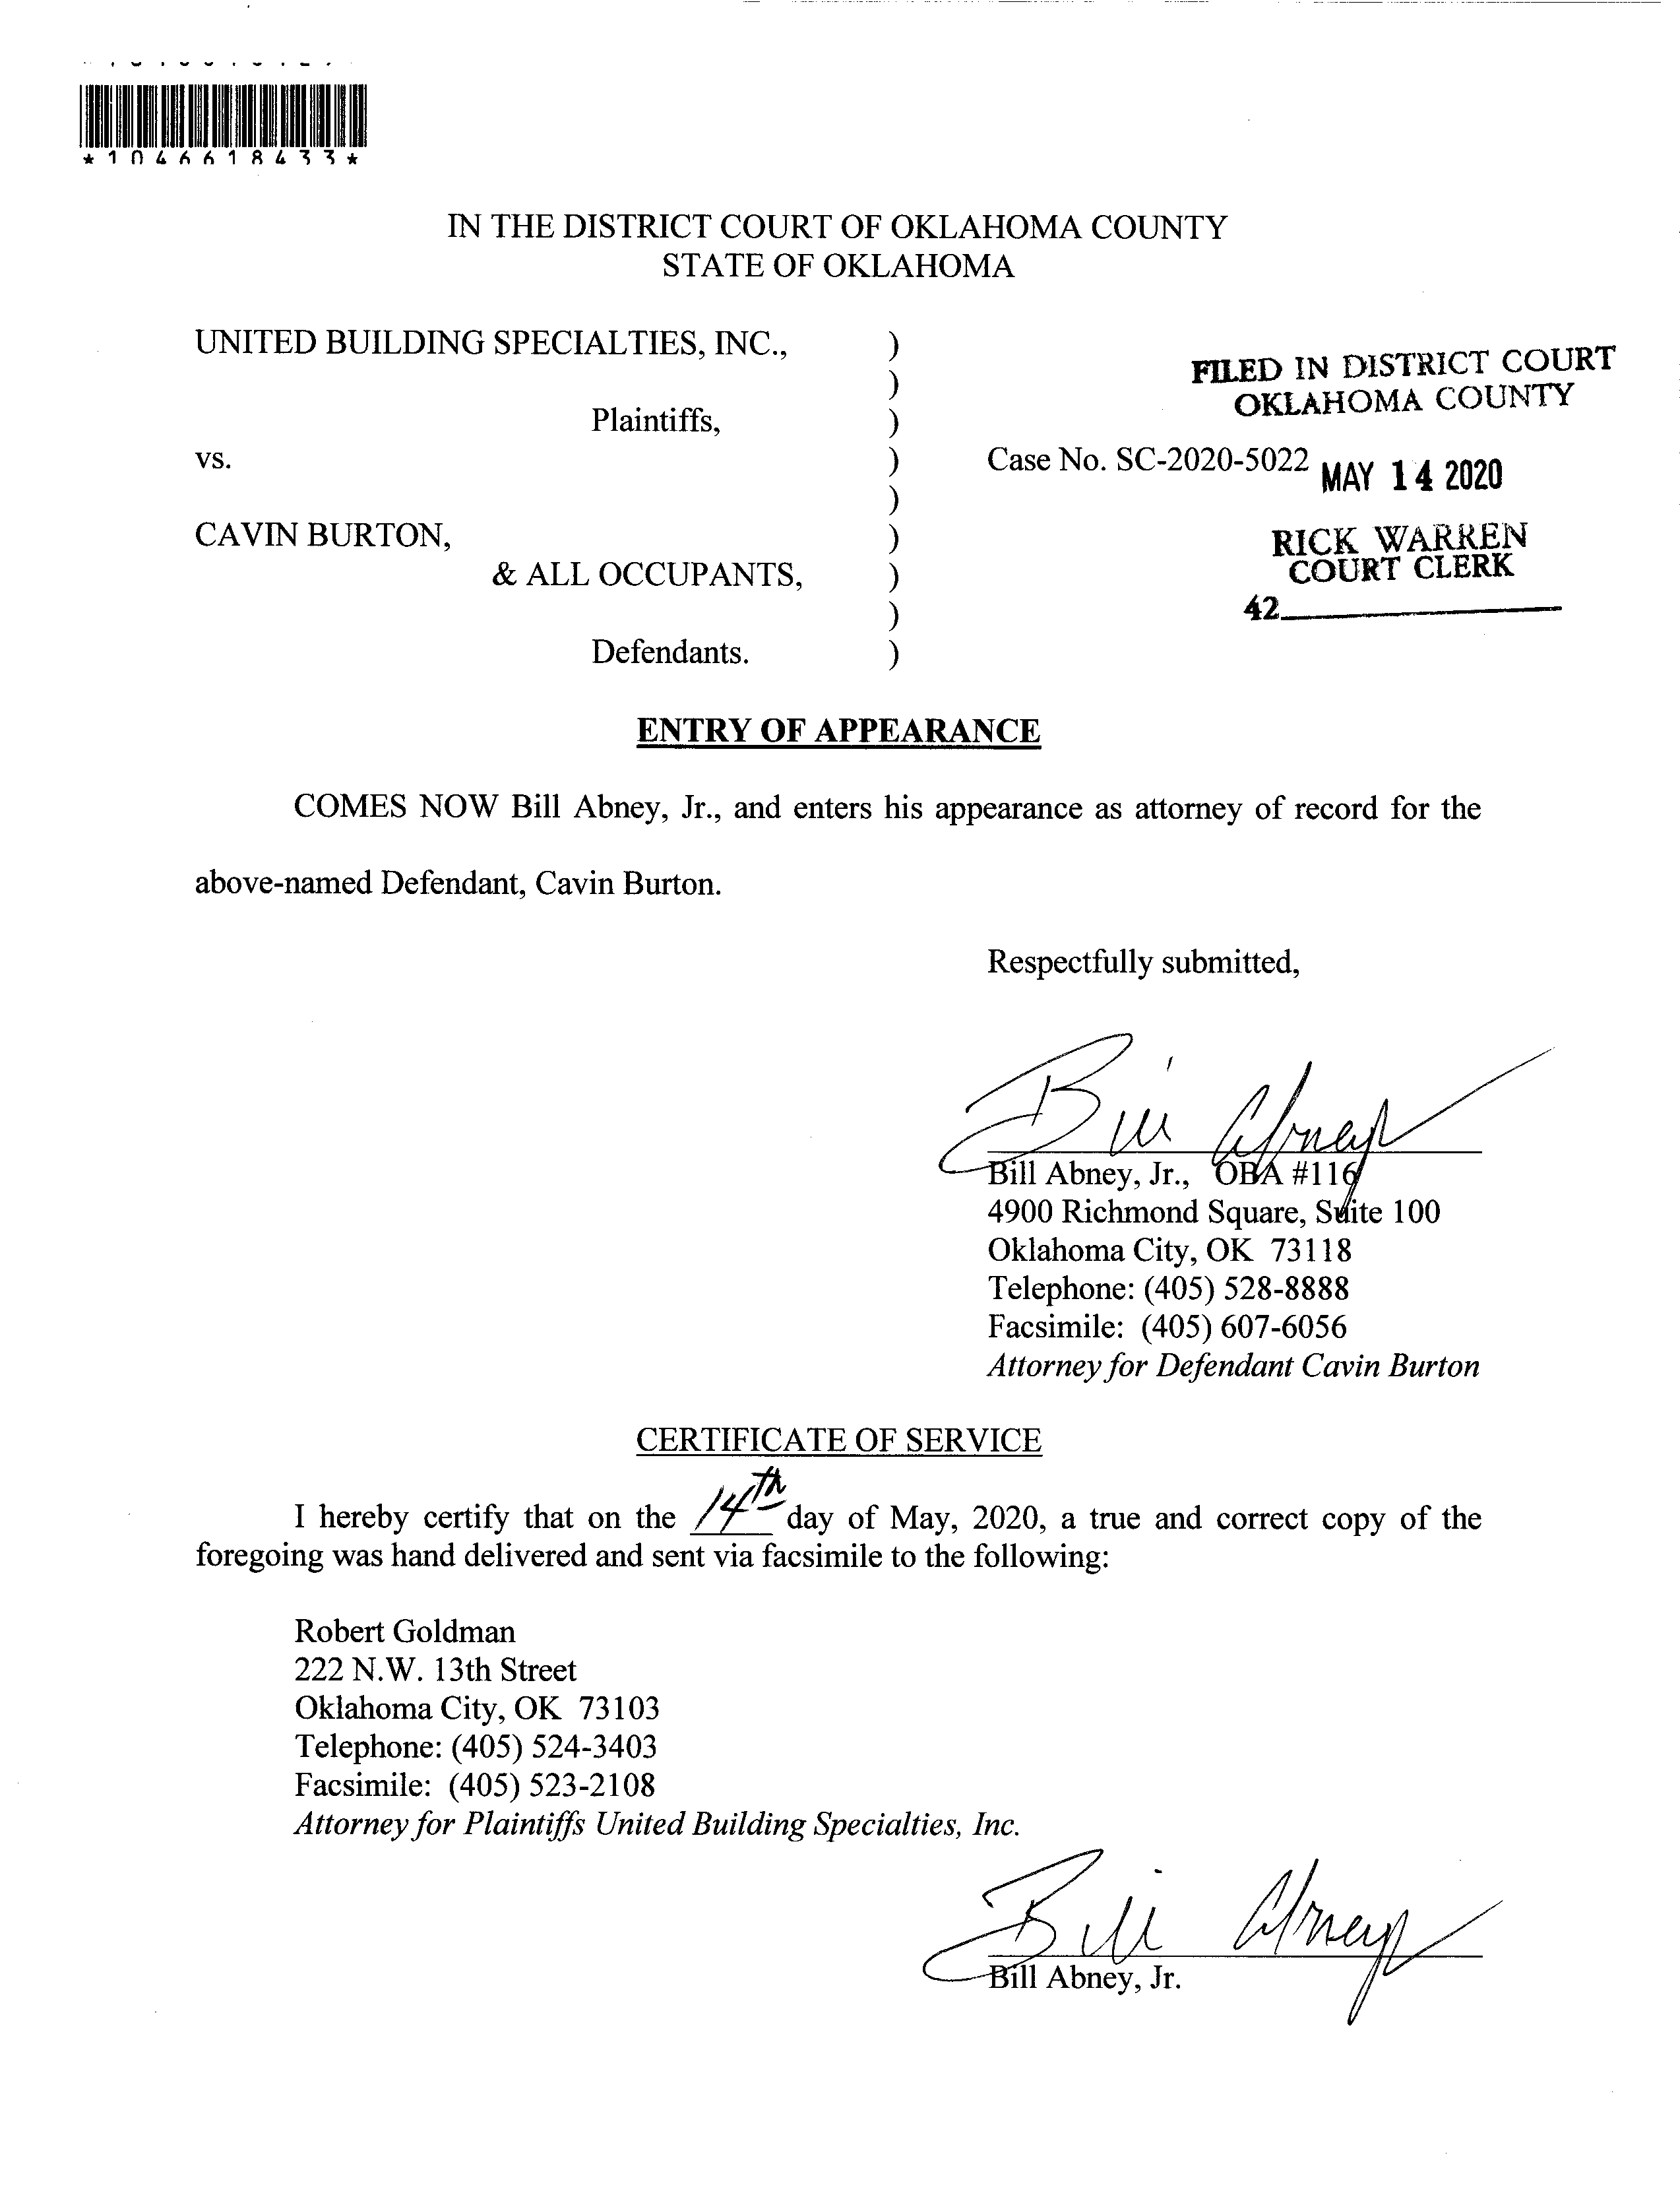 *1046618433*
IN THE DISTRICT COURT OF OKLAHOMA COUNTY
STATE OF OKLAHOMA
UNITED BUILDING SPECIALTIES, INC., )
)
Plaintiffs, )
vs. )
)
CAVIN BURTON, )
& ALL OCCUPANTS, )
)
Defendants. )
FILED IN DISTRICT COURT
OKLAHOMA COUNTY
Case No. SC-2020-5022
MAY 14 2020
RICK WARREN
COURT CLERK
42
ENTRY OF APPEARANCE
COMES NOW Bill Abney, Jr., and enters his appearance as attorney of record for the
above-named Defendant, Cavin Burton.
Respectfully submitted,
Bill Abney
Bill Abney, Jr., OBA #116
4900 Richmond Square, Suite 100
Oklahoma City, OK 73118
Telephone: (405) 528-8888
Facsimile: (405) 607-6056
Attorney for Defendant Cavin Burton
CERTIFICATE OF SERVICE
I hereby certify that on the 14th day of May, 2020, a true and correct copy of the
foregoing was hand delivered and sent via facsimile to the following:
Robert Goldman
222 N.W. 13th Street
Oklahoma City, OK 73103
Telephone: (405) 524-3403
Facsimile: (405) 523-2108
Attorney for Plaintiffs United Building Specialties, Inc.
Bill Abney
Bill Abney, Jr.